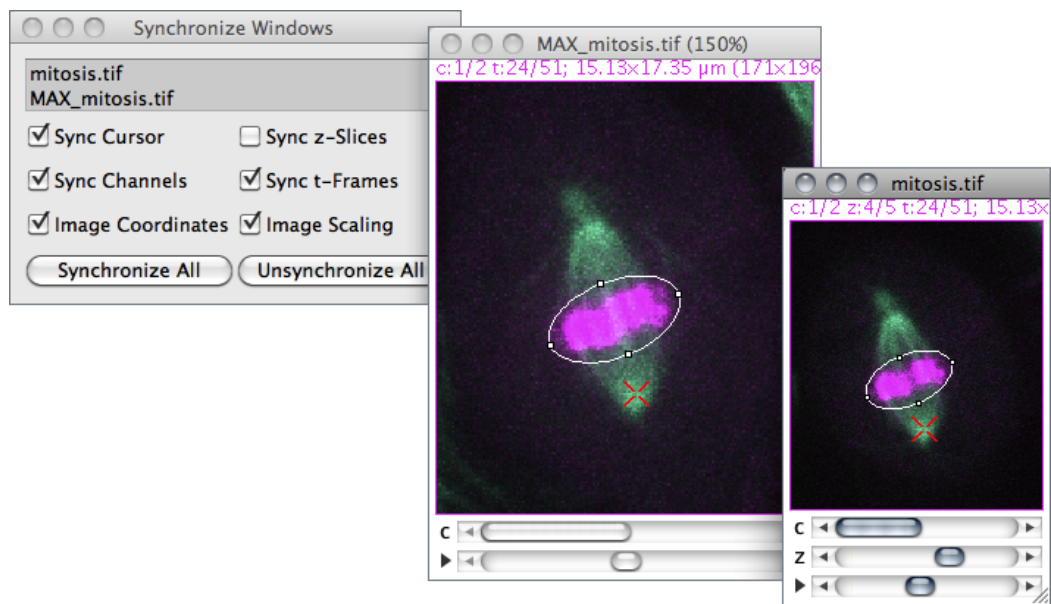 Synchronize Windows
mitosis.tif
MAX_mitosis.tif
Sync Cursor
Sync z-Slices
Sync Channels
Sync t-Frames
Image Coordinates
Image Scaling
Synchronize All
Unsynchronize All
MAX_mitosis.tif (150%)
c:1/2 t:24/51; 15.13x17.35 µm (171x196
C
mitosis.tif
c:1/2 z:4/5 t:24/51; 15.13x
C
Z